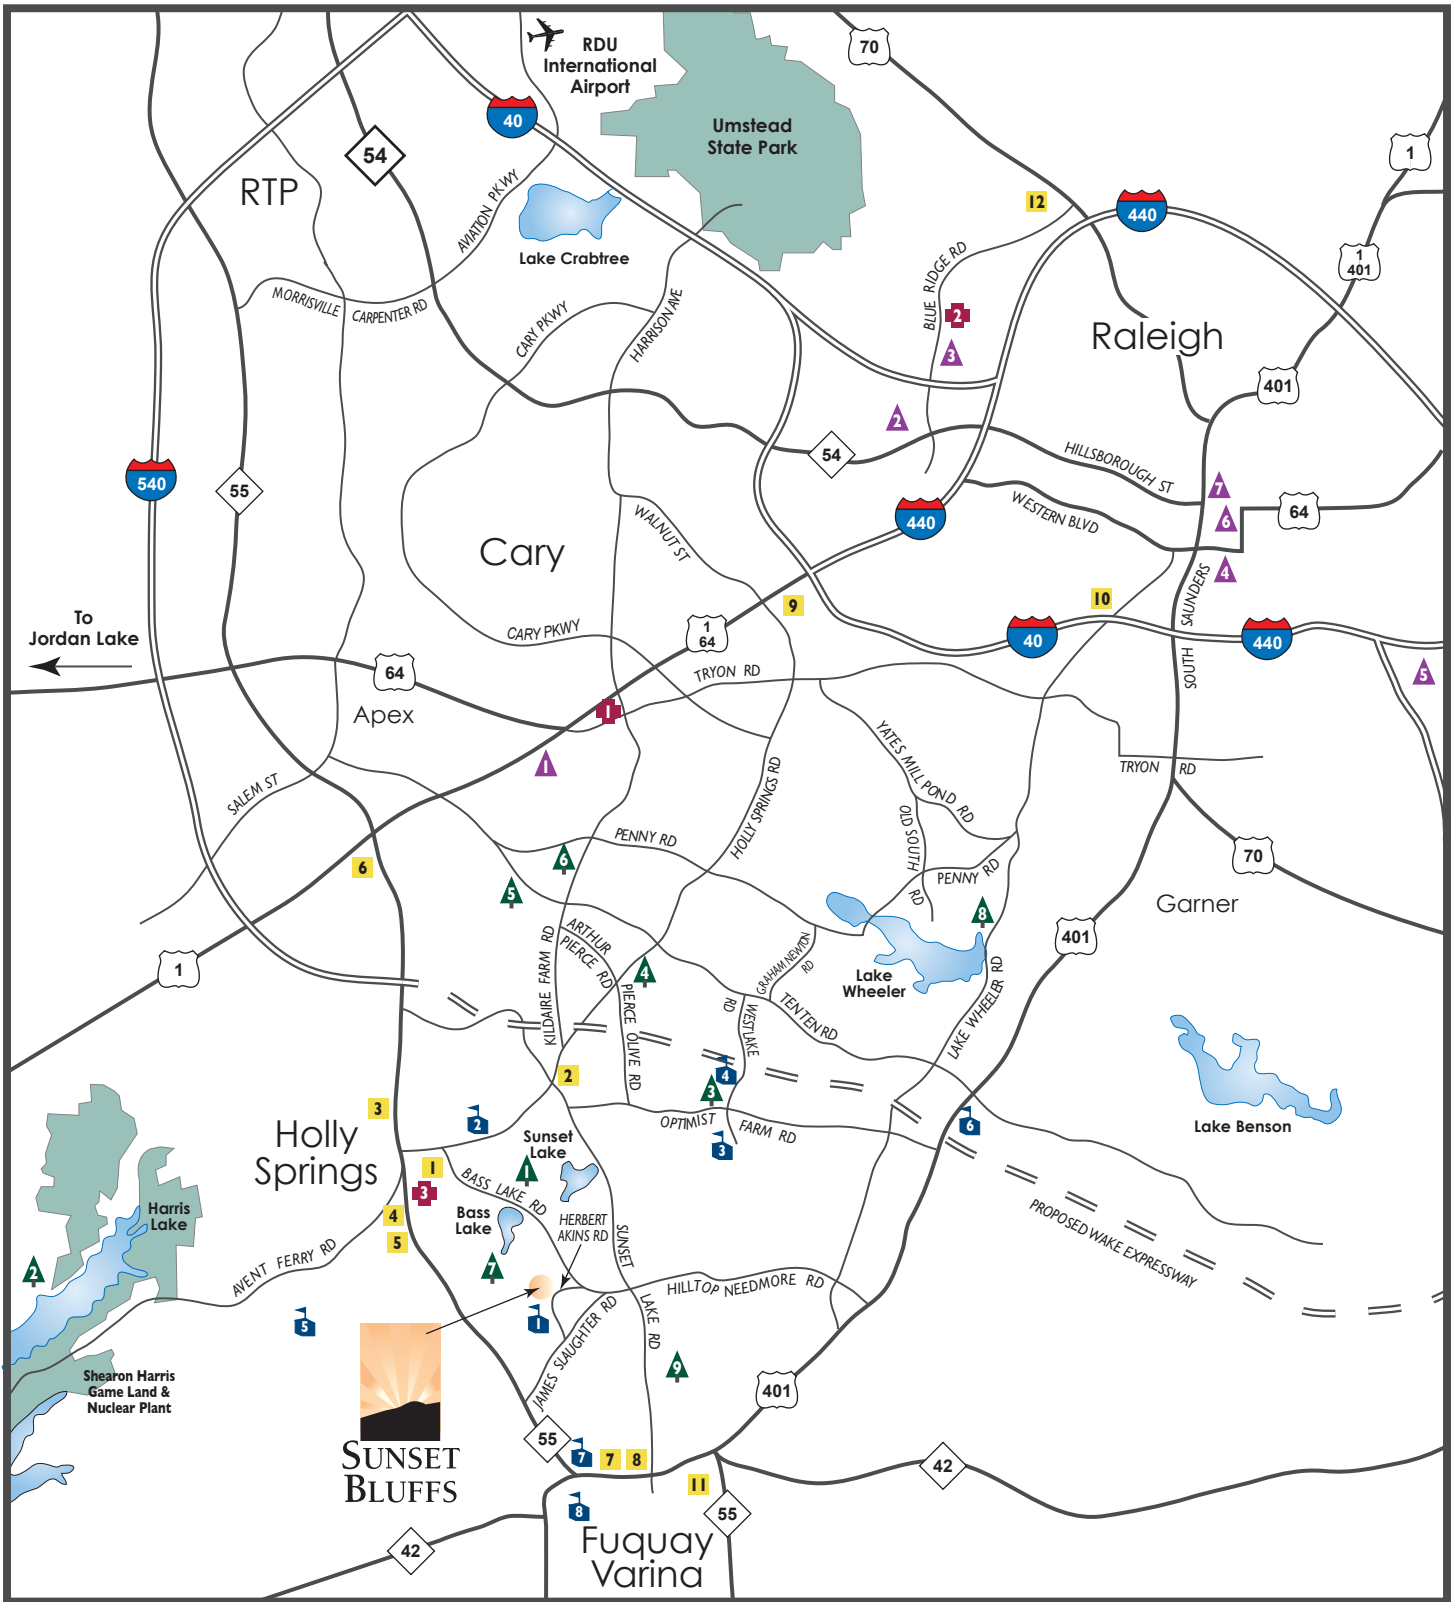 RDU
International
Airport
70
40
Umstead
State Park
1
54
RTP
12
440
AVIATION PKWY
Lake Crabtree
BLUE RIDGE RD
1
401
MORRISVILLE
CARPENTER RD
CARY PKWY
HARRISON AVE
2
3
Raleigh
401
2
54
HILLSBOROUGH ST
540
55
WALNUT ST
440
WESTERN BLVD
7
6
64
Cary
4
To
Jordan Lake
9
10
SOUTH SAUNDERS
CARY PKWY
1
64
40
440
64
TRYON RD
5
Apex
1
1
YATES MILL POND RD
TRYON RD
SALEM ST
HOLLY SPRINGS RD
OLD SOUTH RD
6
PENNY RD
6
5
PENNY RD
70
8
Garner
401
ARTHUR
PIERCE RD
KILDAIRE FARM RD
4
GRAHAM NEWTON
RD
Lake
Wheeler
1
PIERCE OLIVE RD
WEST LAKE
RD
TEN TEN RD
LAKE WHEELER RD
2
4
3
3
2
OPTIMIST FARM RD
3
6
Lake Benson
Holly
Springs
Sunset
Lake
1
1
3
BASS LAKE RD
Bass
Lake
HERBERT
AKINS RD
SUNSET
LAKE RD
Harris
Lake
4
5
AVENT FERRY RD
2
7
PROPOSED WAKE EXPRESSWAY
HILLTOP NEEDMORE RD
5
1
JAMES SLAUGHTER RD
Shearon Harris
Game Land &
Nuclear Plant
9
401
SUNSET
BLUFFS
55
7
7
8
11
42
8
55
Fuquay
Varina
42